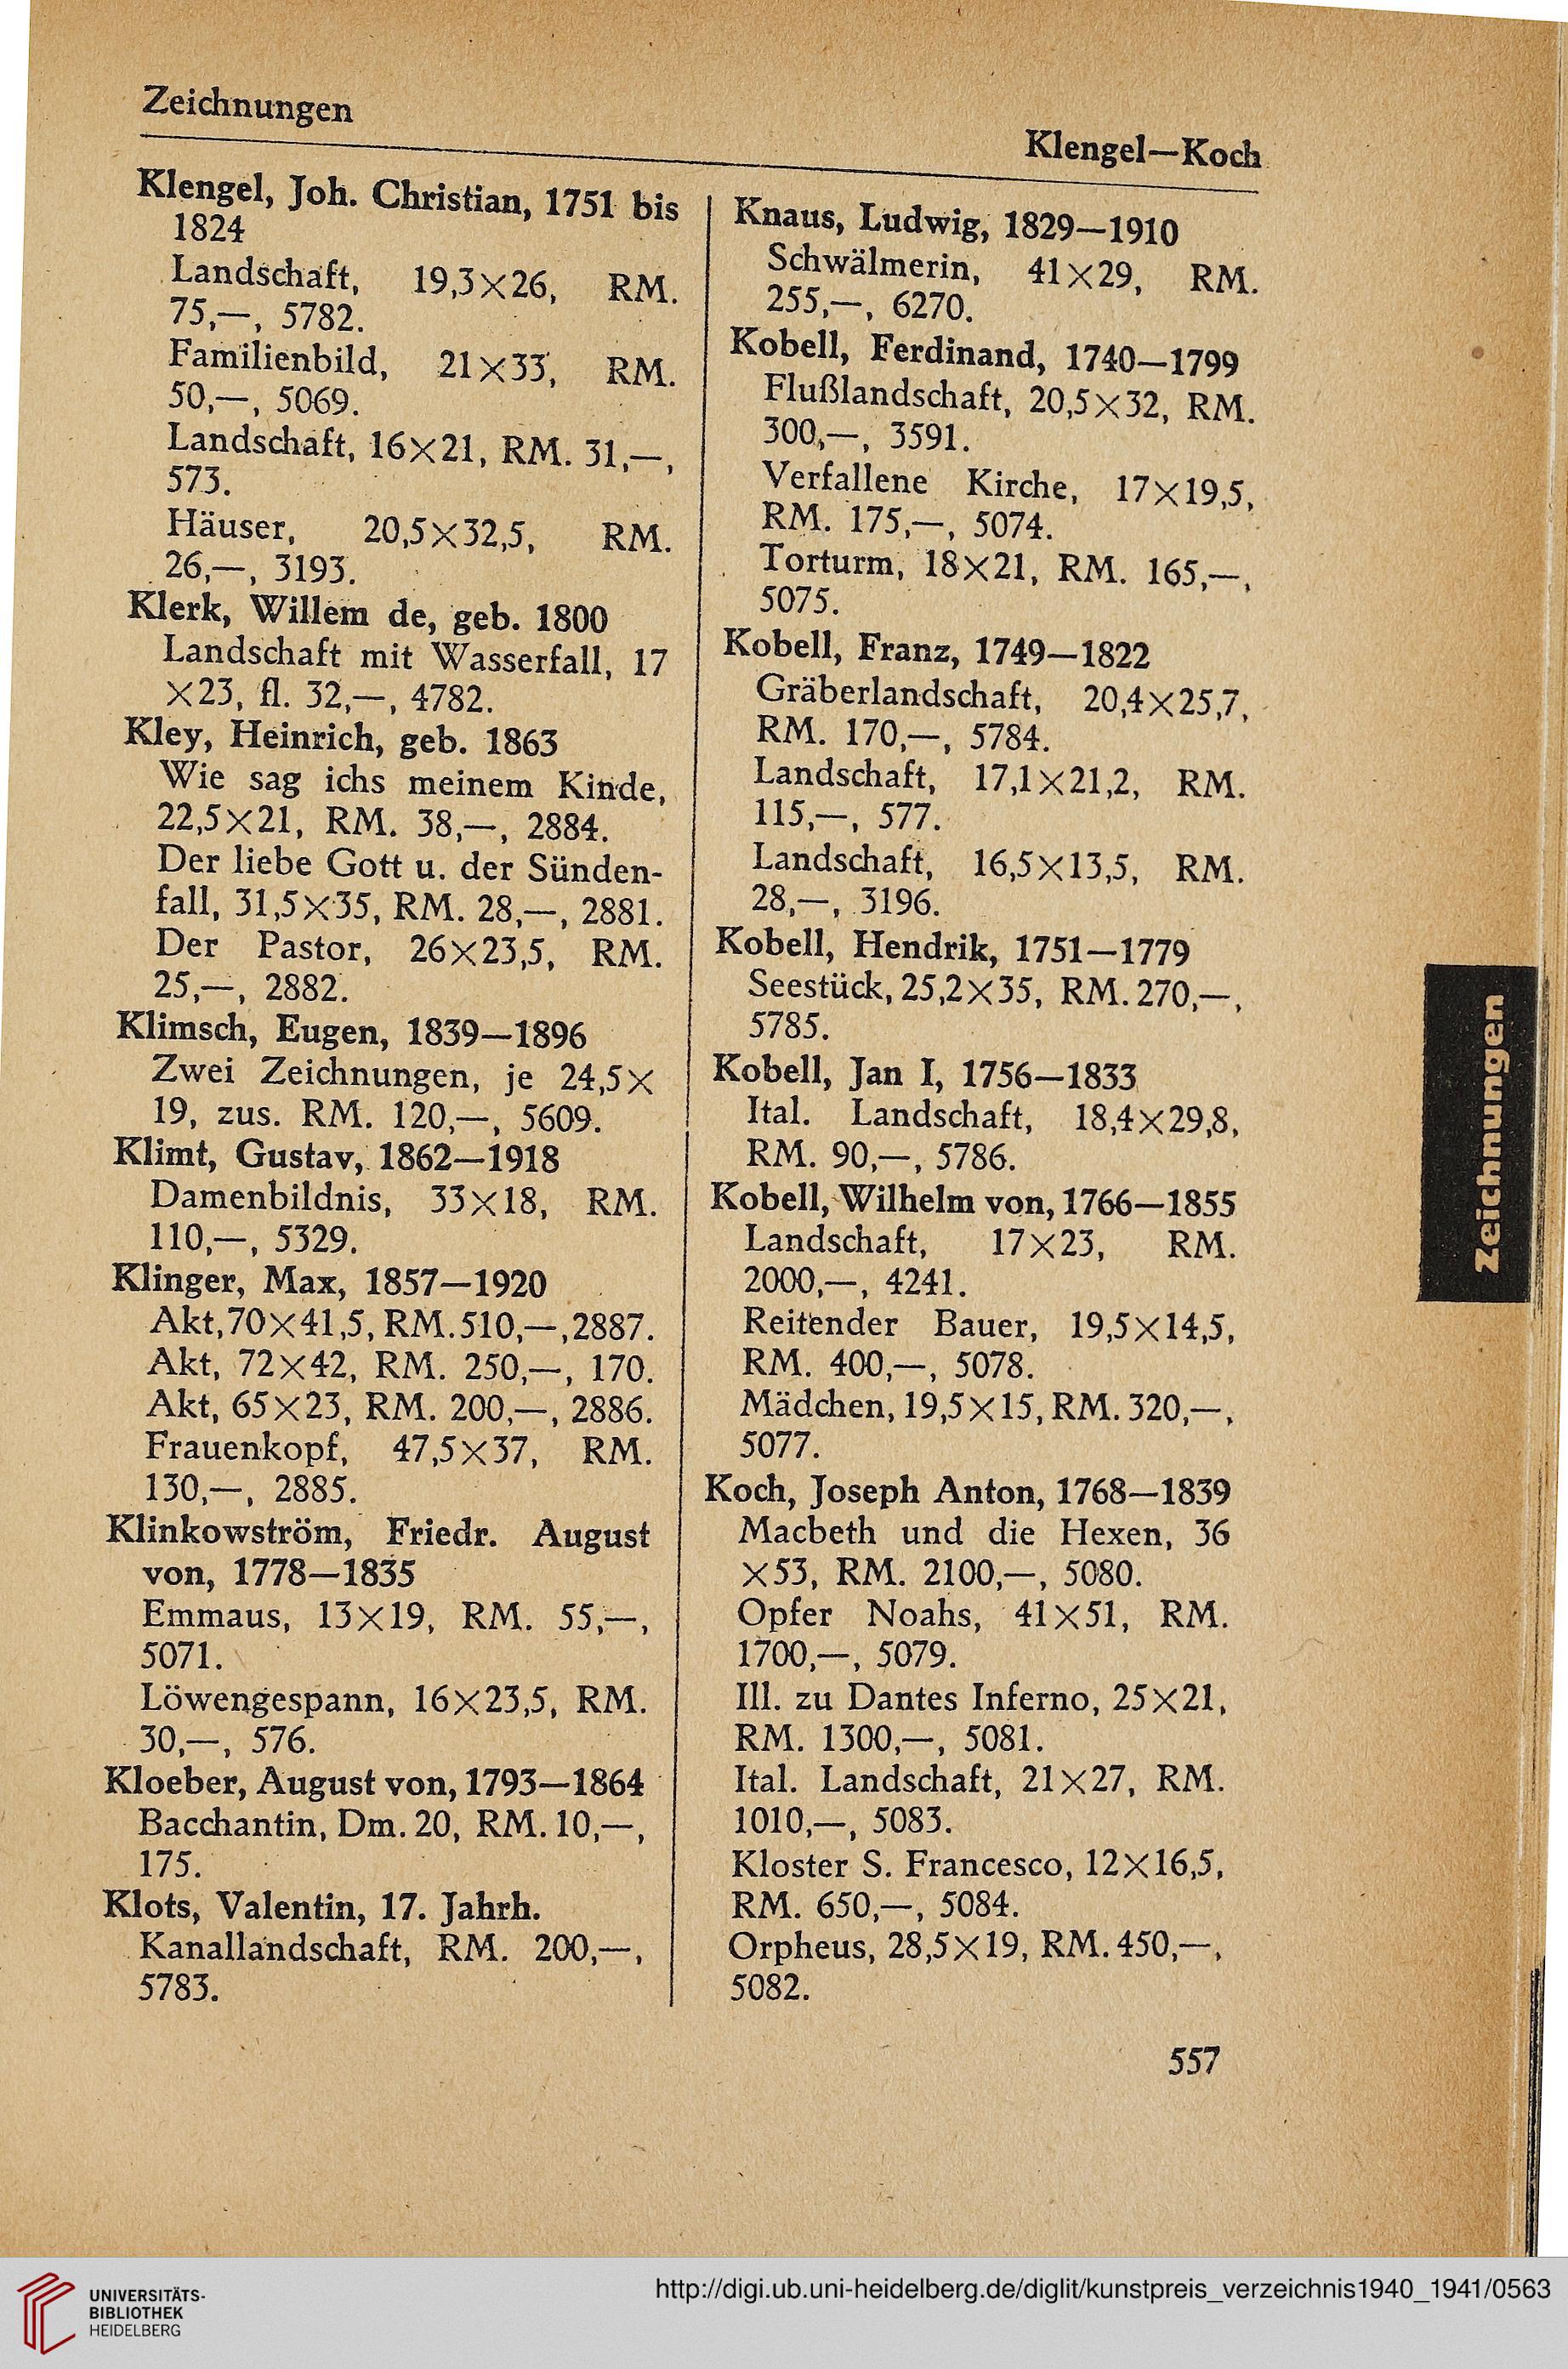 Zeichnungen
Klengel—Koch
Klengel, Joh. Christian, 1751 bis
1824
Landschaft, 19,3×26, RM.
75,—, 5782.
Familienbild, 21×33, RM.
50,—, 5069.
Landschaft, 16×21, RM. 31,—,
573.
Häuser, 20,5×32,5, RM.
26,—, 3193.
Klerk, Willem de, geb. 1800
Landschaft mit Wasserfall, 17
×23, fl. 32,—, 4782.
Kley, Heinrich, geb. 1863
Wie sag ichs meinem Kinde,
22,5×21, RM. 38,—, 2884.
Der liebe Gott u. der Sünden-
fall, 31,5×35, RM. 28,—, 2881.
Der Pastor, 26×23,5, RM.
25,—, 2882.
Klimsch, Eugen, 1839—1896
Zwei Zeichnungen, je 24,5×
19, zus. RM. 120,—, 5609.
Klimt, Gustav, 1862—1918
Damenbildnis, 33×18, RM.
110,—, 5329.
Klinger, Max, 1857—1920
Akt, 70×41,5, RM. 510,—, 2887.
Akt, 72×42, RM. 250,—, 170.
Akt, 65×23, RM. 200,—, 2886.
Frauenkopf, 47,5×37, RM.
130,—, 2885.
Klinkowström, Friedr. August
von, 1778—1835
Emmaus, 13×19, RM. 55,—,
5071.
Löwengespann, 16×23,5, RM.
30,—, 576.
Kloeber, August von, 1793—1864
Bacchantin, Dm. 20, RM. 10,—,
175.
Klots, Valentin, 17. Jahrh.
Kanallandschaft, RM. 200,—,
5783.
Knaus, Ludwig, 1829—1910
Schwälmerin, 41×29, RM.
255,—, 6270.
Kobell, Ferdinand, 1740—1799
Flußlandschaft, 20,5×32, RM.
300,—, 3591.
Verfallene Kirche, 17×19,5,
RM. 175,—, 5074.
Torturm, 18×21, RM. 165,—,
5075.
Kobell, Franz, 1749—1822
Gräberlandschaft, 20,4×25,7,
RM. 170,—, 5784.
Landschaft, 17,1×21,2, RM.
115,—, 577.
Landschaft, 16,5×13,5, RM.
28,—, 3196.
Kobell, Hendrik, 1751—1779
Seestück, 25,2×35, RM. 270,—,
5785.
Kobell, Jan I, 1756—1833
Ital. Landschaft, 18,4×29,8,
RM. 90,—, 5786.
Kobell, Wilhelm von, 1766—1855
Landschaft, 17×23, RM.
2000,—, 4241.
Reitender Bauer, 19,5×14,5,
RM. 400,—, 5078.
Mädchen, 19,5×15, RM. 320,—,
5077.
Koch, Joseph Anton, 1768—1839
Macbeth und die Hexen, 36
×53, RM. 2100,—, 5080.
Opfer Noahs, 41×51, RM.
1700,—, 5079.
Ill. zu Dantes Inferno, 25×21,
RM. 1300,—, 5081.
Ital. Landschaft, 21×27, RM.
1010,—, 5083.
Kloster S. Francesco, 12×16,5,
RM. 650,—, 5084.
Orpheus, 28,5×19, RM. 450,—,
5082.
Zeichnungen
557
UNIVERSITÄTS-
BIBLIOTHEK
HEIDELBERG
http://digi.ub.uni-heidelberg.de/diglit/kunstpreis_verzeichnis1940_1941/0563